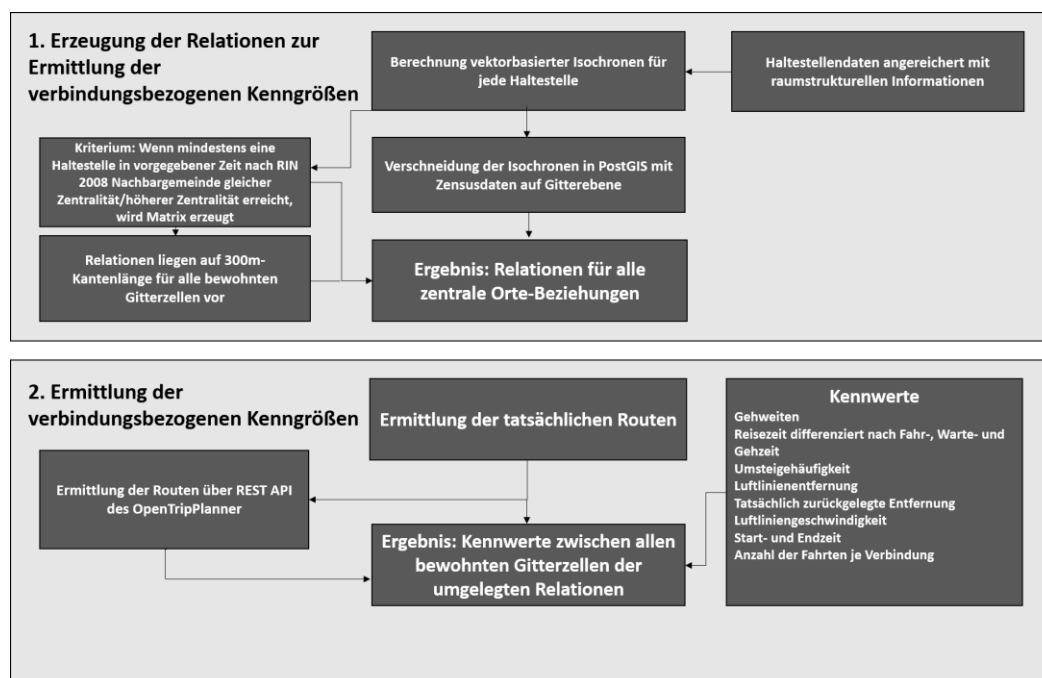 1. Erzeugung der Relationen zur
Ermittlung der
verbindungsbezogenen Kenngrößen
Berechnung vektorbasierter Isochronen für
jede Haltestelle
Haltestellendaten angereichert mit
raumstrukturellen Informationen
Kriterium: Wenn mindestens eine
Haltestelle in vorgegebener Zeit nach RIN
2008 Nachbargemeinde gleicher
Zentralität/höherer Zentralität erreicht,
wird Matrix erzeugt
Verschneidung der Isochronen in PostGIS mit
Zensusdaten auf Gitterebene
Relationen liegen auf 300m-
Kantenlänge für alle bewohnten
Gitterzellen vor
Ergebnis: Relationen für alle
zentrale Orte-Beziehungen
2. Ermittlung der
verbindungsbezogenen Kenngrößen
Ermittlung der tatsächlichen Routen
Ermittlung der Routen über REST API
des OpenTripPlanner
Ergebnis: Kennwerte zwischen allen
bewohnten Gitterzellen der
umgelegten Relationen
Kennwerte
Gehweiten
Reisezeit differenziert nach Fahr-, Warte- und
Gehzeit
Umsteigehäufigkeit
Luftlinienentfernung
Tatsächlich zurückgelegte Entfernung
Luftliniengeschwindigkeit
Start- und Endzeit
Anzahl der Fahrten je Verbindung